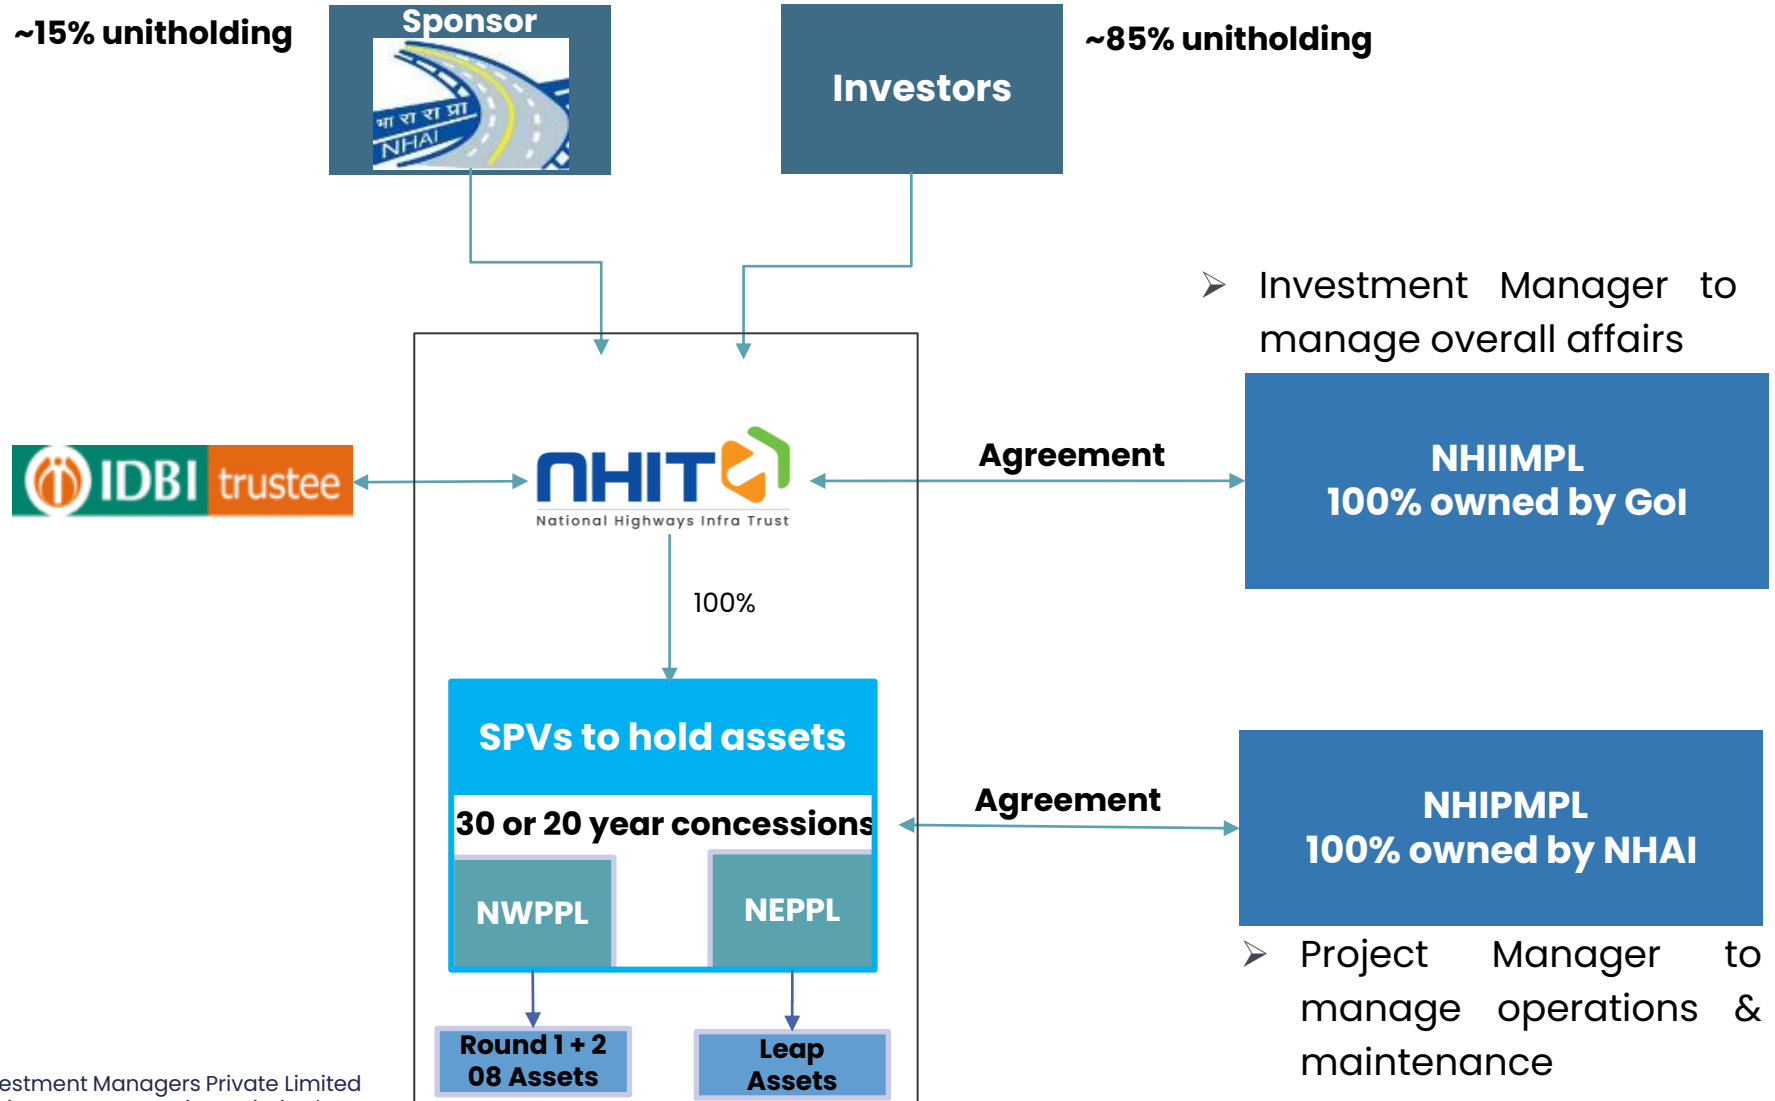 ~15% unitholding
Sponsor
भा रा रा प्रा
NHAI
Investors
~85% unitholding
➢ Investment Manager to
manage overall affairs
IDBI trustee
NHIT
National Highways Infra Trust
Agreement
NHIIMPL
100% owned by GoI
100%
SPVs to hold assets
30 or 20 year concessions
NWPPL
NEPPL
Agreement
NHIPMPL
100% owned by NHAI
➢ Project Manager to
manage operations &
maintenance
Round 1 + 2
08 Assets
Leap
Assets
estment Managers Private Limited